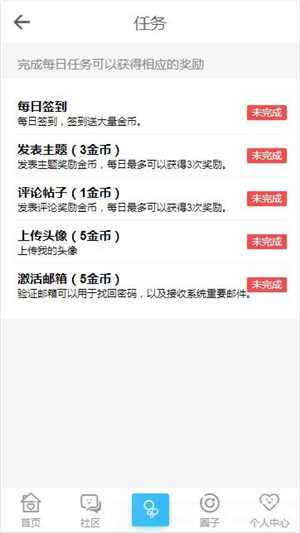 任务
完成每日任务可以获得相应的奖励
每日签到
每日签到，签到送大量金币。
未完成
发表主题（3金币）
发表主题奖励金币，每日最多可以获得3次奖励。
未完成
评论帖子（1金币）
发表评论奖励金币，每日最多可以获得3次奖励。
未完成
上传头像（5金币）
上传我的头像
未完成
激活邮箱（5金币）
验证邮箱可以用于找回密码，以及接收系统重要邮件。
未完成
首页
社区
圈子
个人中心